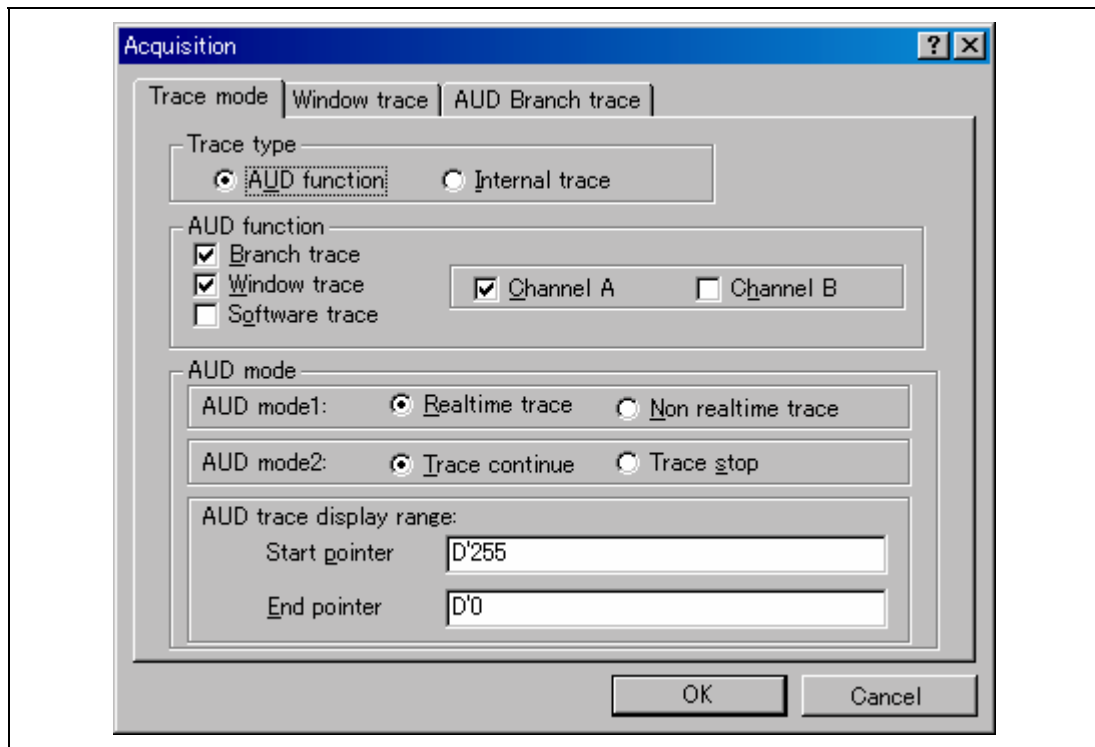 Acquisition
Trace mode Window trace AUD Branch trace
Trace type
AUD function Internal trace
AUD function
Branch trace
Window trace Channel A Channel B
Software trace
AUD mode
AUD mode1: Realtime trace Non realtime trace
AUD mode2: Trace continue Trace stop
AUD trace display range:
Start pointer D'255
End pointer D'0
OK Cancel